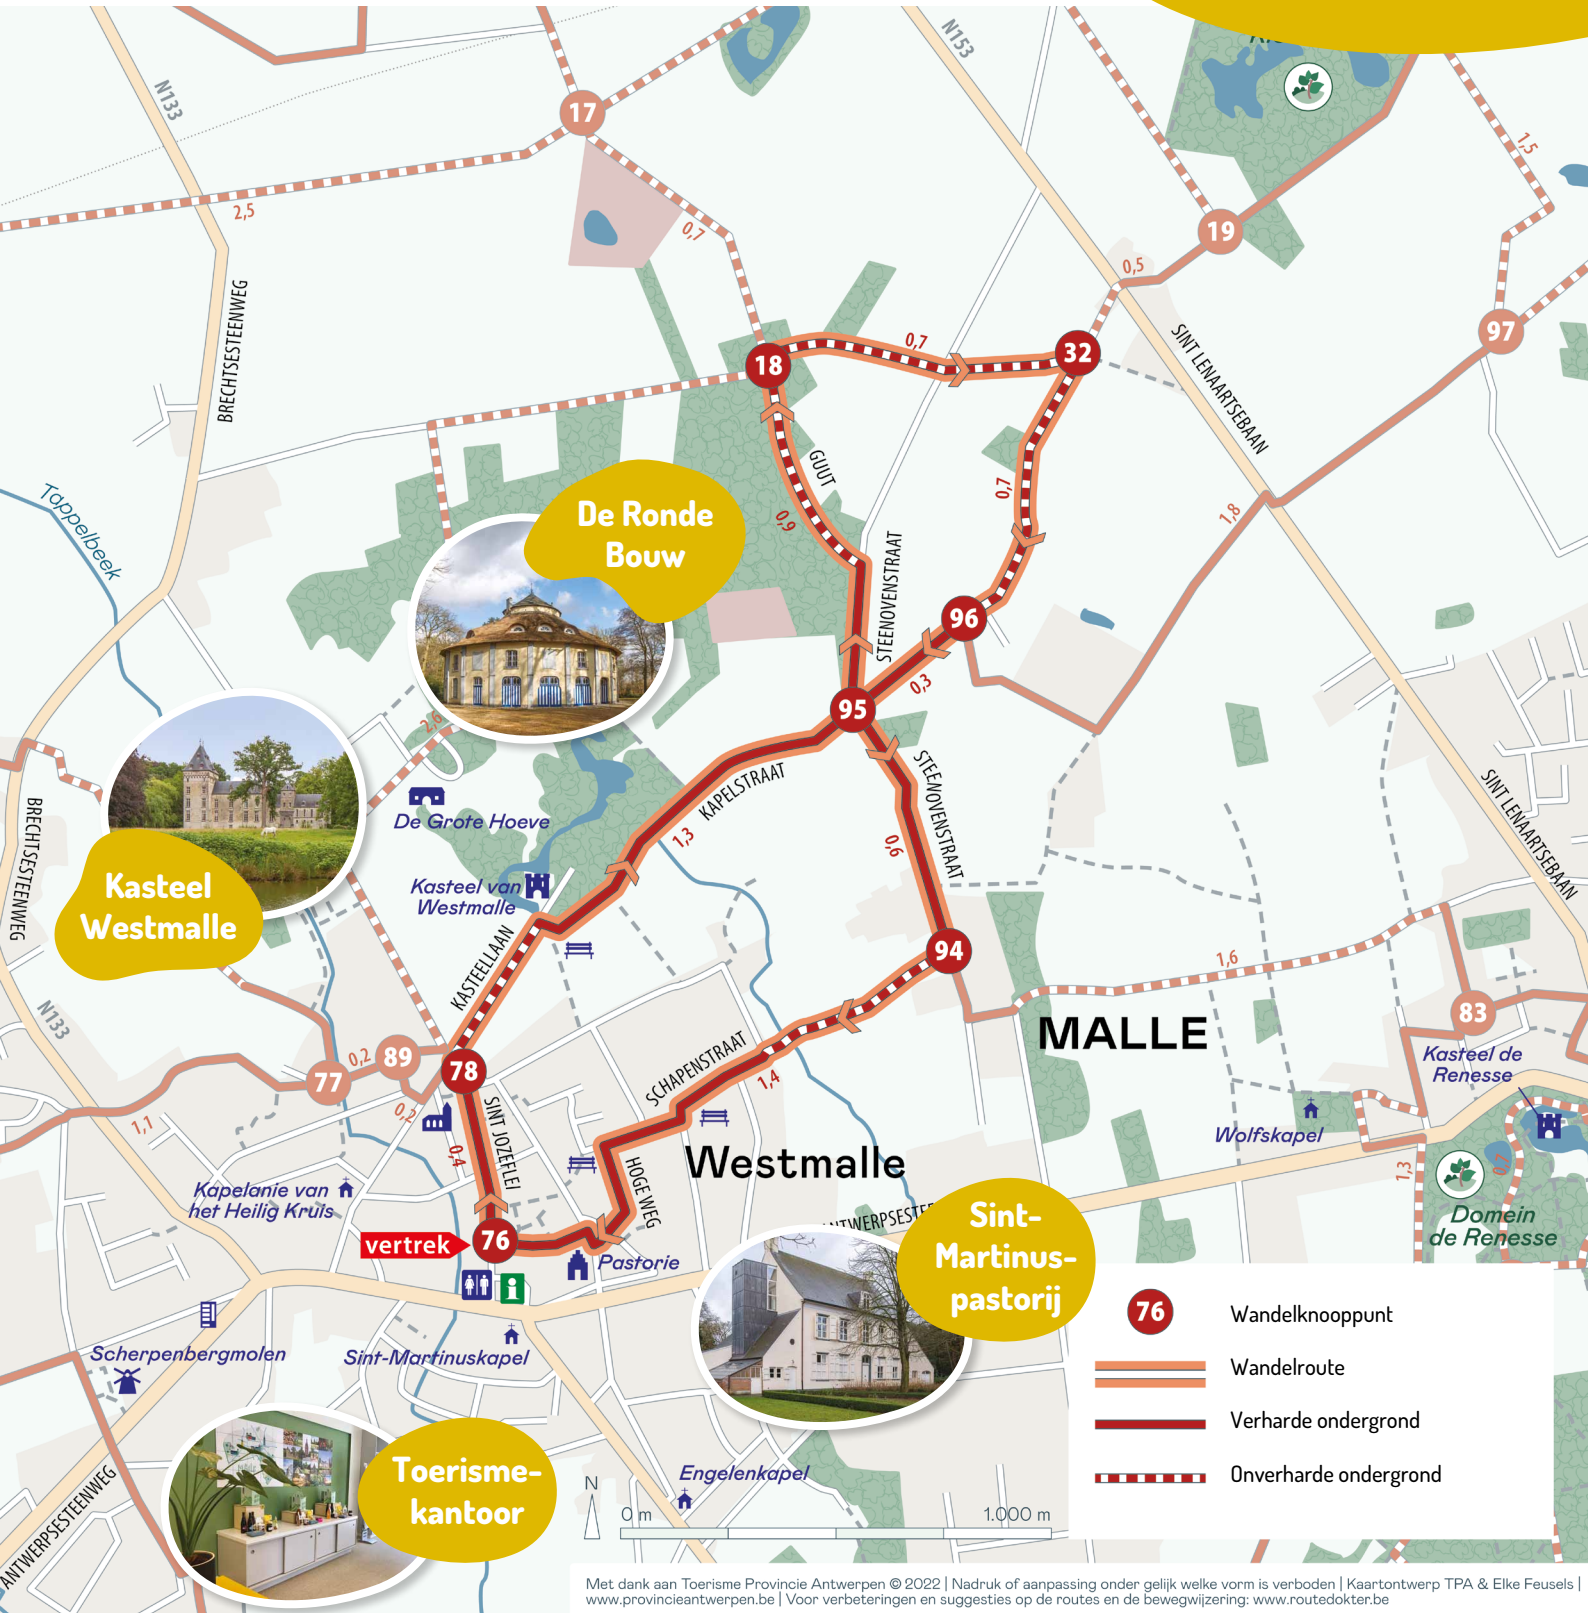 N133
N153
17
2,5
0,7
1,5
19
0,5
97
BRECHTSESTEENWEG
SINT LENAARTSEBAAN
18
0,7
32
GUUT
0,9
0,7
1,8
Tappelbeek
De Ronde
Bouw
STEENOVENSTRAAT
96
0,3
95
2,6
KAPELSTRAAT
1,3
STEENOVENSTRAAT
0,6
SINT LENAARTSEBAAN
BRECHTSESTEENWEG
De Grote Hoeve
Kasteel
Westmalle
Kasteel van
Westmalle
KASTEELLAAN
94
1,6
N133
83
MALLE
Kasteel de
Renesse
89
0,2
77
78
0,2
1,1
SCHAPENSTRAAT
1,4
SINT JOZEFLEI
0,4
Wolfskapel
Westmalle
HOGE WEG
1,3
0,7
Kapelanie van
het Heilig Kruis
Domein
de Renesse
vertrek
76
Pastorie
Sint-
Martinus-
pastorij
Scherpenbergmolen
Sint-Martinuskapel
76
Wandelknooppunt
Wandelroute
Verharde ondergrond
Onverharde ondergrond
Toerisme-
kantoor
ANTWERPSESTEENWEG
Engelenkapel
N
0 m
1.000 m
Met dank aan Toerisme Provincie Antwerpen © 2022 | Nadruk of aanpassing onder gelijk welke vorm is verboden | Kaartontwerp TPA & Elke Feusels |
www.provincieantwerpen.be | Voor verbeteringen en suggesties op de routes en de bewegwijzering: www.routedokter.be